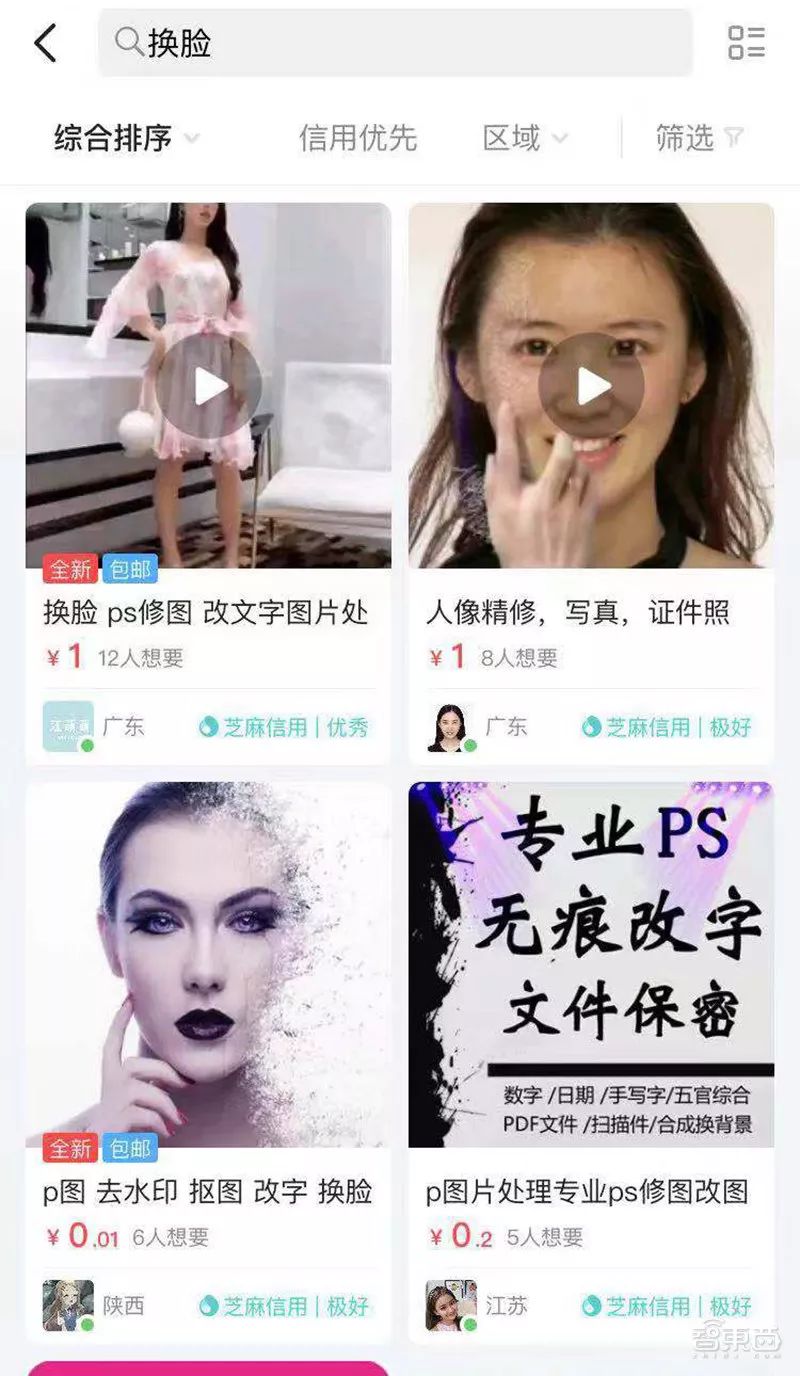 换脸
综合排序 信用优先 区域 筛选
全新 包邮
换脸 ps修图 改文字图片处
¥1 12人想要
广东 芝麻信用|优秀
人像精修，写真，证件照
¥1 8人想要
广东 芝麻信用|极好
全新 包邮
p图 去水印 抠图 改字 换脸
¥0.01 6人想要
陕西 芝麻信用|极好
专业PS
无痕改字
文件保密
数字/日期/手写字/五官综合
PDF文件/扫描件/合成换背景
p图片处理专业ps修图改图
¥0.2 5人想要
江苏 芝麻信用|极好
智東西